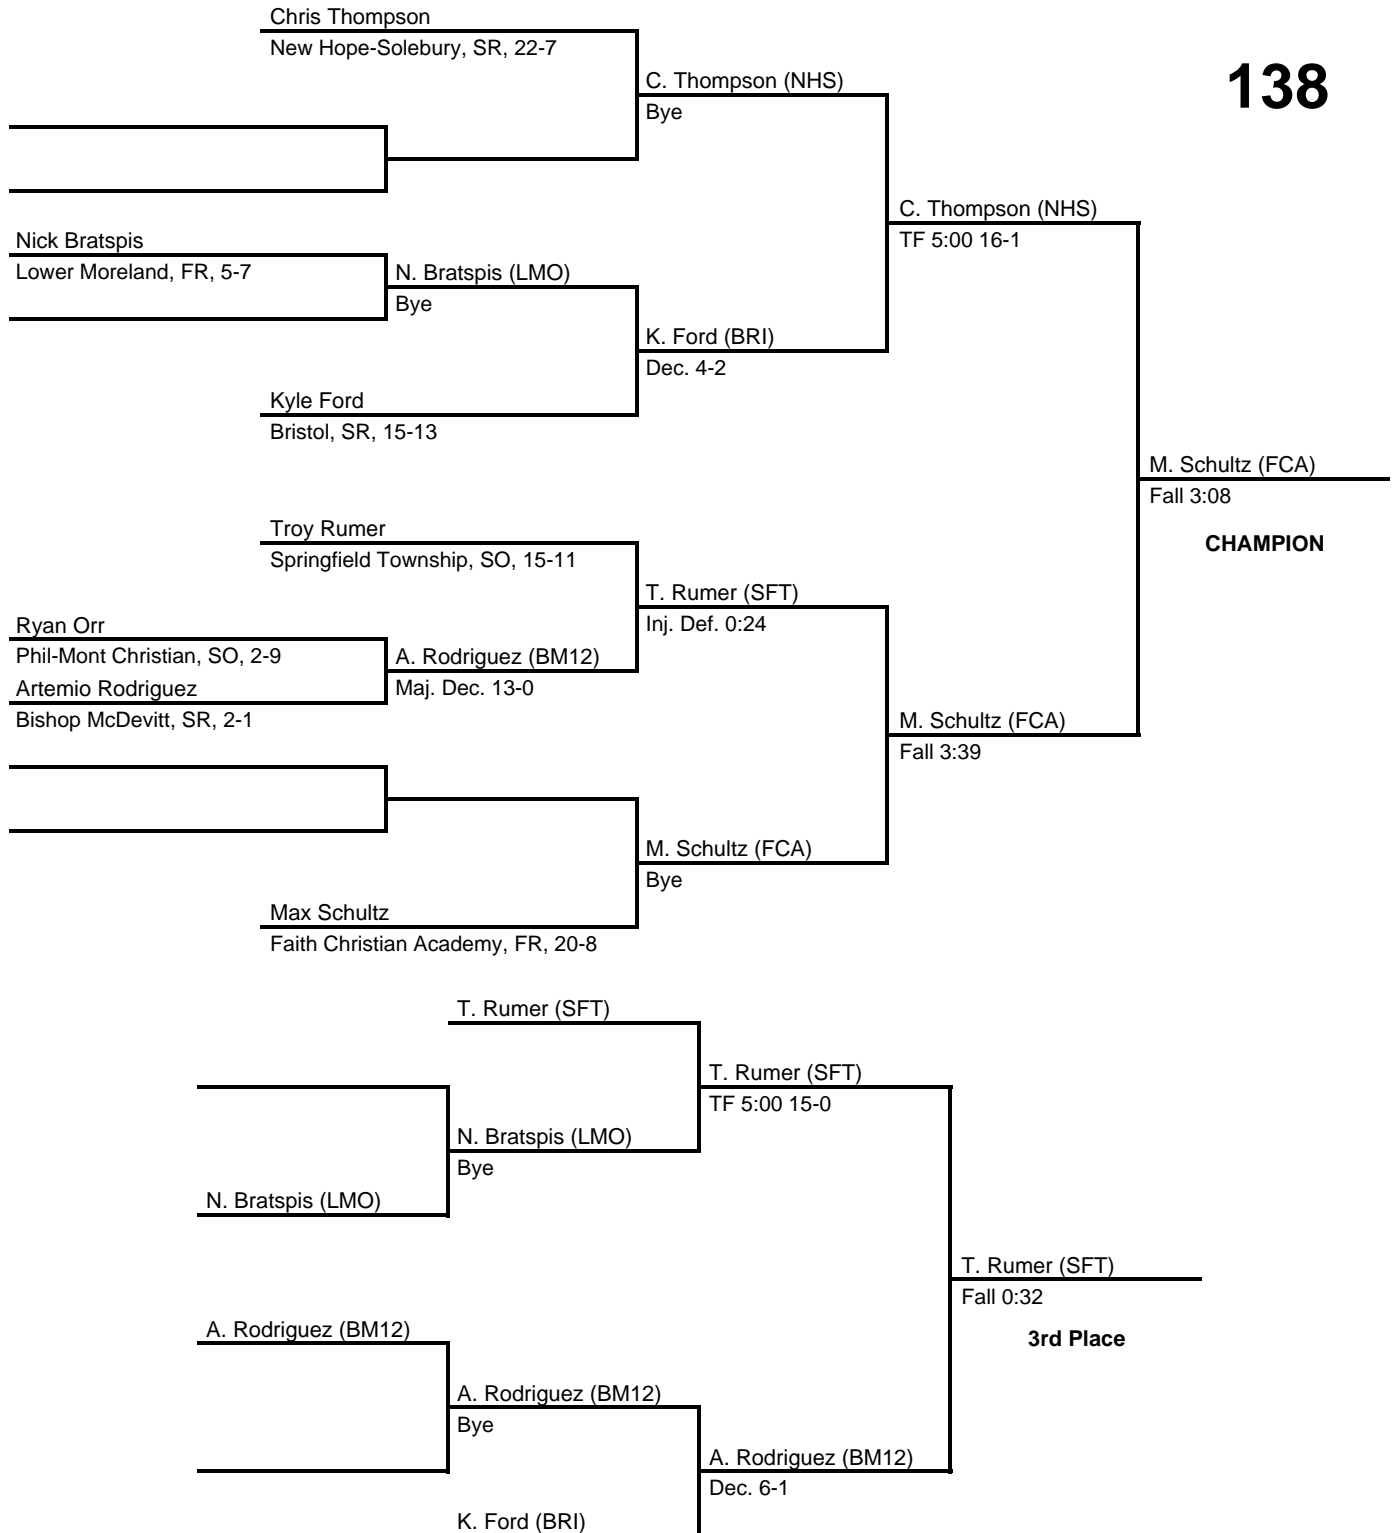 Chris Thompson
New Hope-Solebury, SR, 22-7
138
C. Thompson (NHS)
Bye
C. Thompson (NHS)
TF 5:00 16-1
Nick Bratspis
Lower Moreland, FR, 5-7
N. Bratspis (LMO)
Bye
K. Ford (BRI)
Dec. 4-2
Kyle Ford
Bristol, SR, 15-13
M. Schultz (FCA)
Fall 3:08
CHAMPION
Troy Rumer
Springfield Township, SO, 15-11
T. Rumer (SFT)
Inj. Def. 0:24
Ryan Orr
Phil-Mont Christian, SO, 2-9
A. Rodriguez (BM12)
Artemio Rodriguez
Maj. Dec. 13-0
Bishop McDevitt, SR, 2-1
M. Schultz (FCA)
Fall 3:39
M. Schultz (FCA)
Bye
Max Schultz
Faith Christian Academy, FR, 20-8
T. Rumer (SFT)
T. Rumer (SFT)
TF 5:00 15-0
N. Bratspis (LMO)
Bye
N. Bratspis (LMO)
T. Rumer (SFT)
Fall 0:32
3rd Place
A. Rodriguez (BM12)
A. Rodriguez (BM12)
Bye
A. Rodriguez (BM12)
Dec. 6-1
K. Ford (BRI)